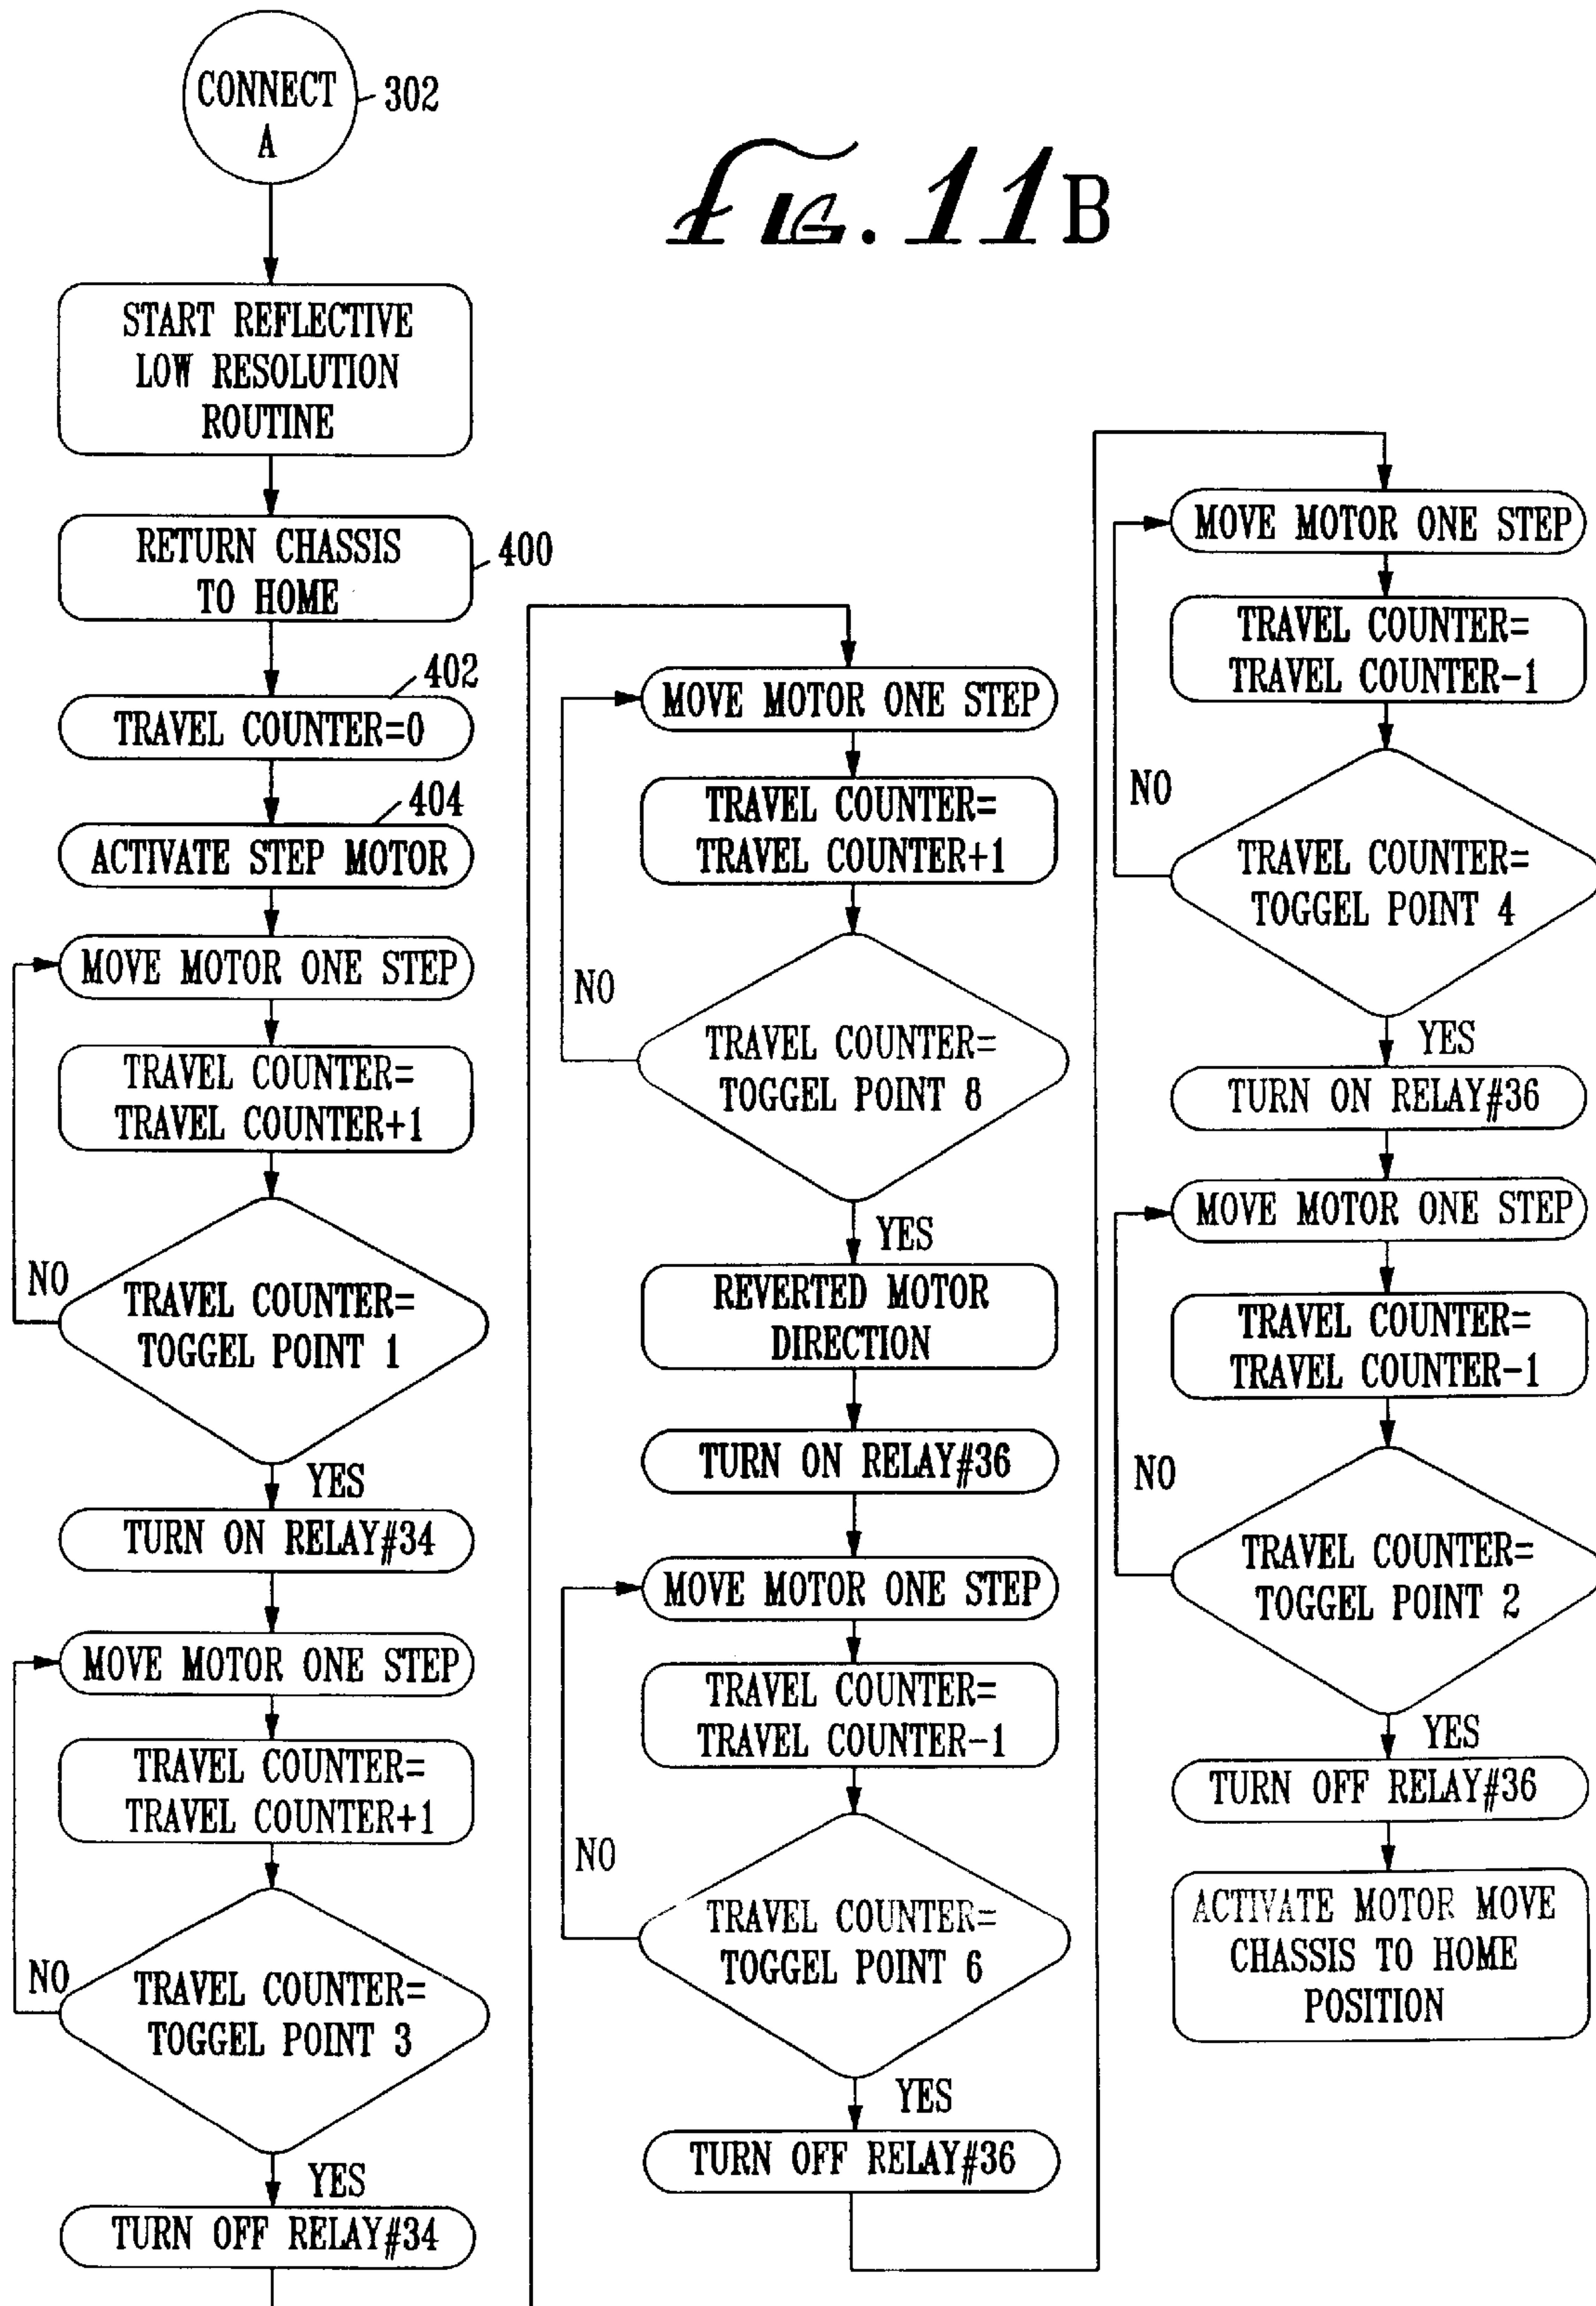 CONNECT
A
302
FIG. 11B
START REFLECTIVE
LOW RESOLUTION
ROUTINE
RETURN CHASSIS
TO HOME
400
402
TRAVEL COUNTER=0
404
ACTIVATE STEP MOTOR
MOVE MOTOR ONE STEP
TRAVEL COUNTER=
TRAVEL COUNTER+1
NO
TRAVEL COUNTER=
TOGGEL POINT 1
YES
TURN ON RELAY#34
MOVE MOTOR ONE STEP
TRAVEL COUNTER=
TRAVEL COUNTER+1
NO
TRAVEL COUNTER=
TOGGEL POINT 3
YES
TURN OFF RELAY#34
MOVE MOTOR ONE STEP
TRAVEL COUNTER=
TRAVEL COUNTER+1
NO
TRAVEL COUNTER=
TOGGEL POINT 8
YES
REVERTED MOTOR
DIRECTION
TURN ON RELAY#36
MOVE MOTOR ONE STEP
TRAVEL COUNTER=
TRAVEL COUNTER-1
NO
TRAVEL COUNTER=
TOGGEL POINT 6
YES
TURN OFF RELAY#36
MOVE MOTOR ONE STEP
TRAVEL COUNTER=
TRAVEL COUNTER-1
NO
TRAVEL COUNTER=
TOGGEL POINT 4
YES
TURN ON RELAY#36
MOVE MOTOR ONE STEP
TRAVEL COUNTER=
TRAVEL COUNTER-1
NO
TRAVEL COUNTER=
TOGGEL POINT 2
YES
TURN OFF RELAY#36
ACTIVATE MOTOR MOVE
CHASSIS TO HOME
POSITION